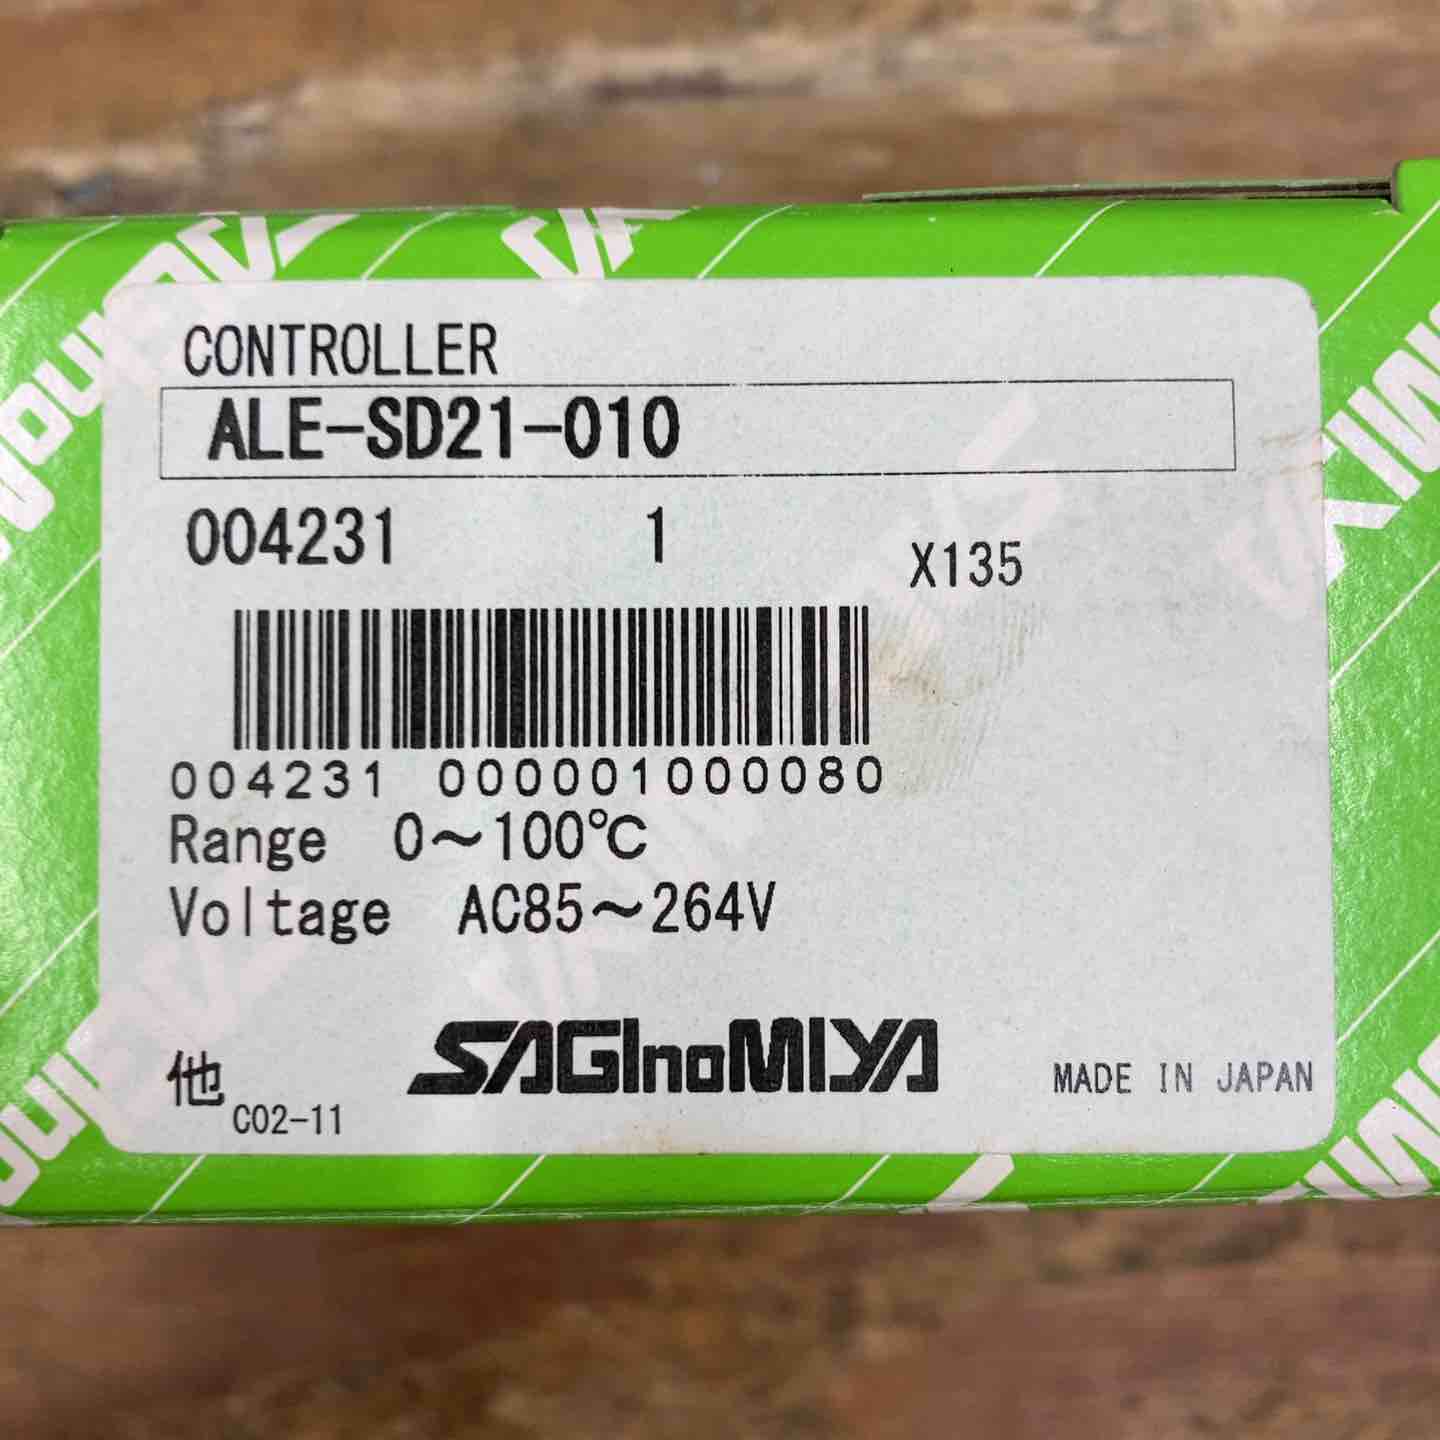 CONTROLLER
ALE-SD21-010
004231 1 X135
004231 000001000080
Range 0～100℃
Voltage AC85～264V
SAGInoMIYA
他 C02-11
MADE IN JAPAN